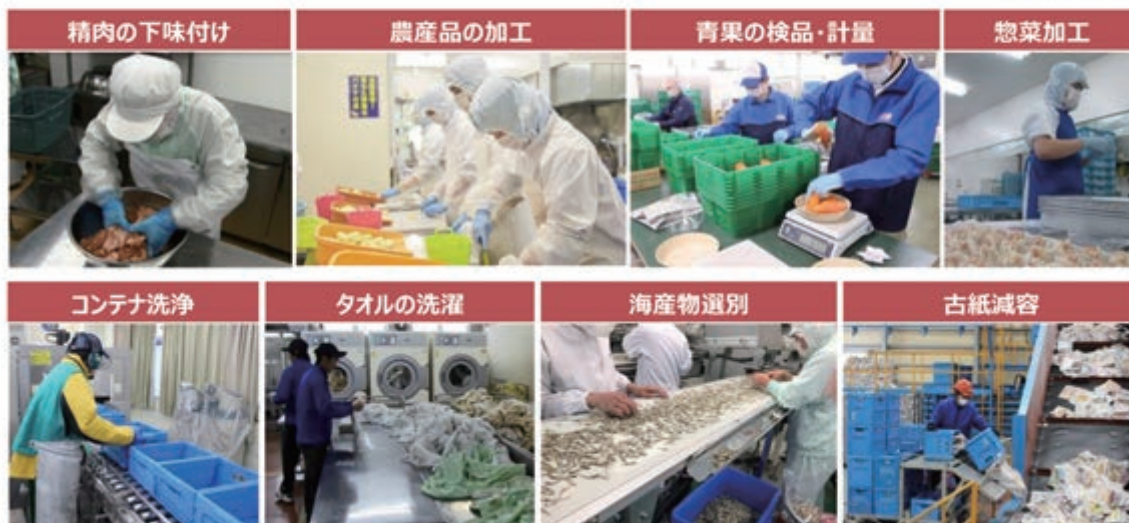 精肉の下味付け
農産品の加工
青果の検品・計量
惣菜加工
コンテナ洗浄
タオルの洗濯
海産物選別
古紙減容